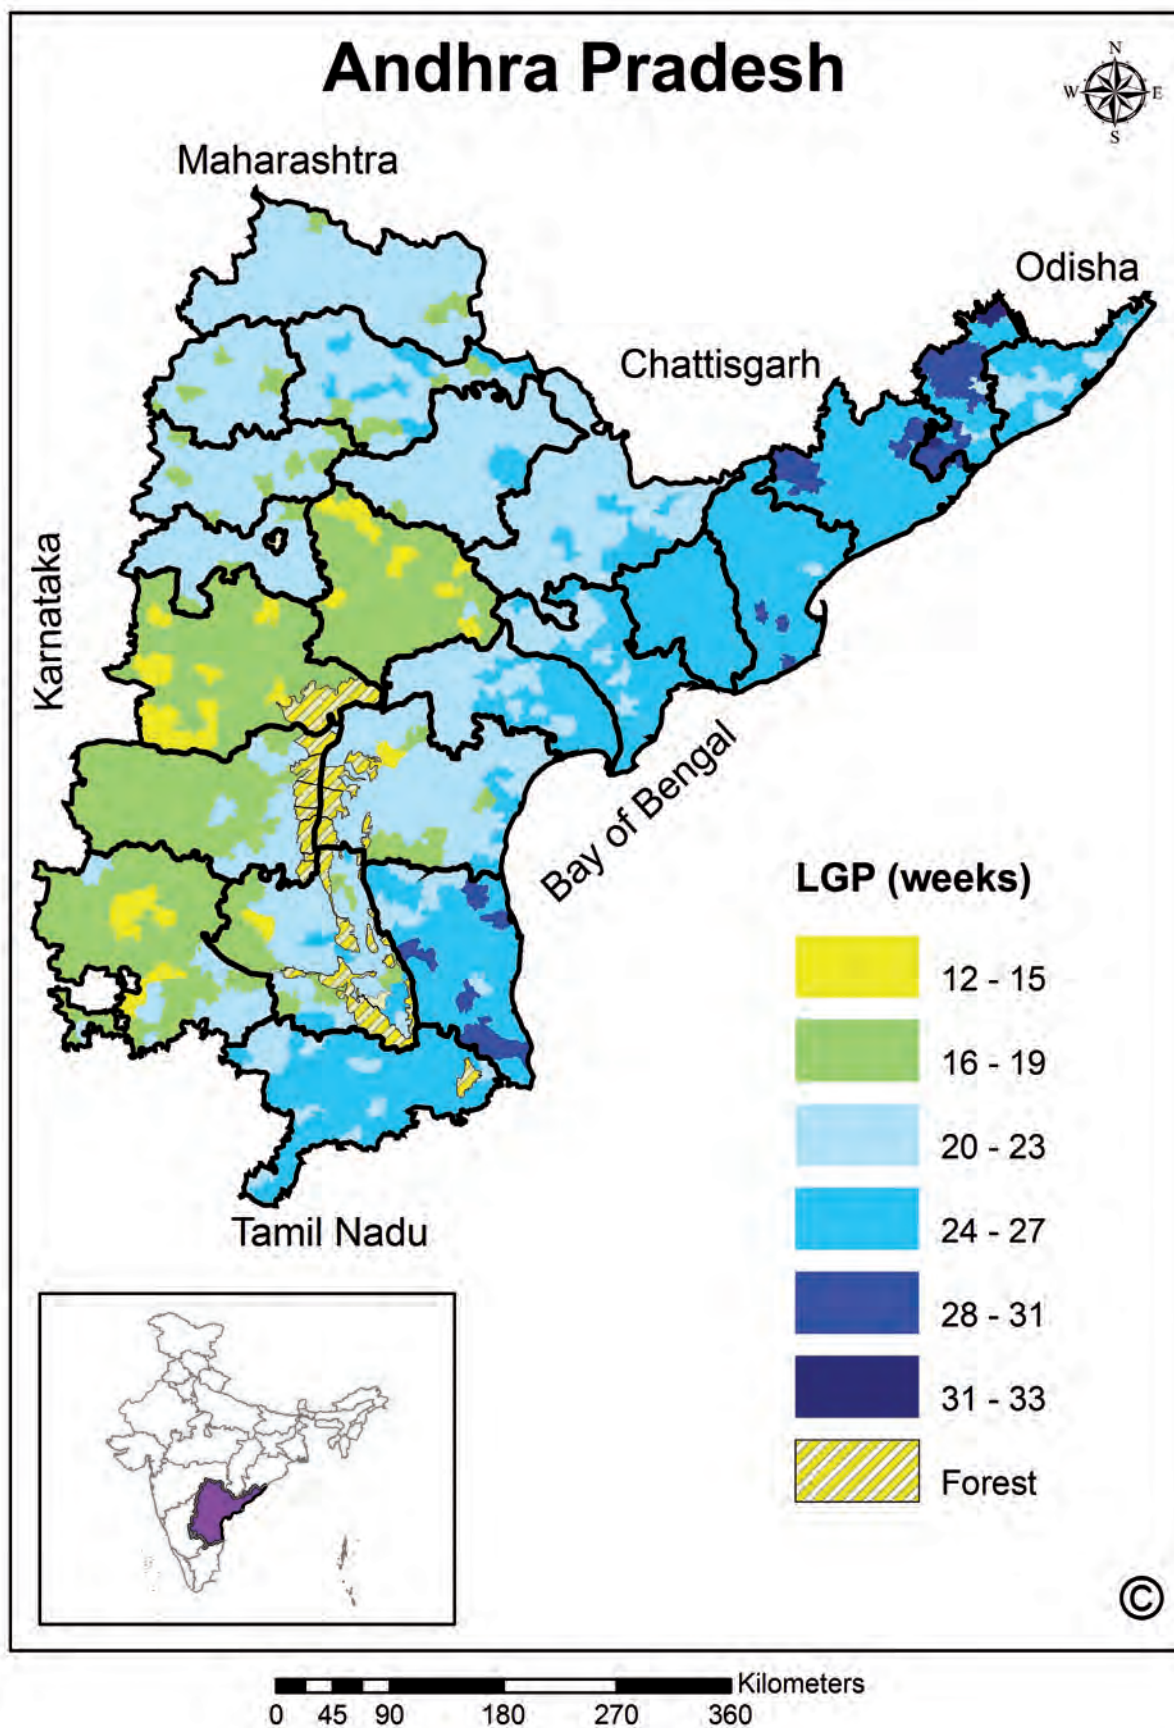 Andhra Pradesh
N
W
E
S
Maharashtra
Odisha
Chattisgarh
Karnataka
Bay of Bengal
Tamil Nadu
LGP (weeks)
12 - 15
16 - 19
20 - 23
24 - 27
28 - 31
31 - 33
Forest
©
Kilometers
0 45 90 180 270 360